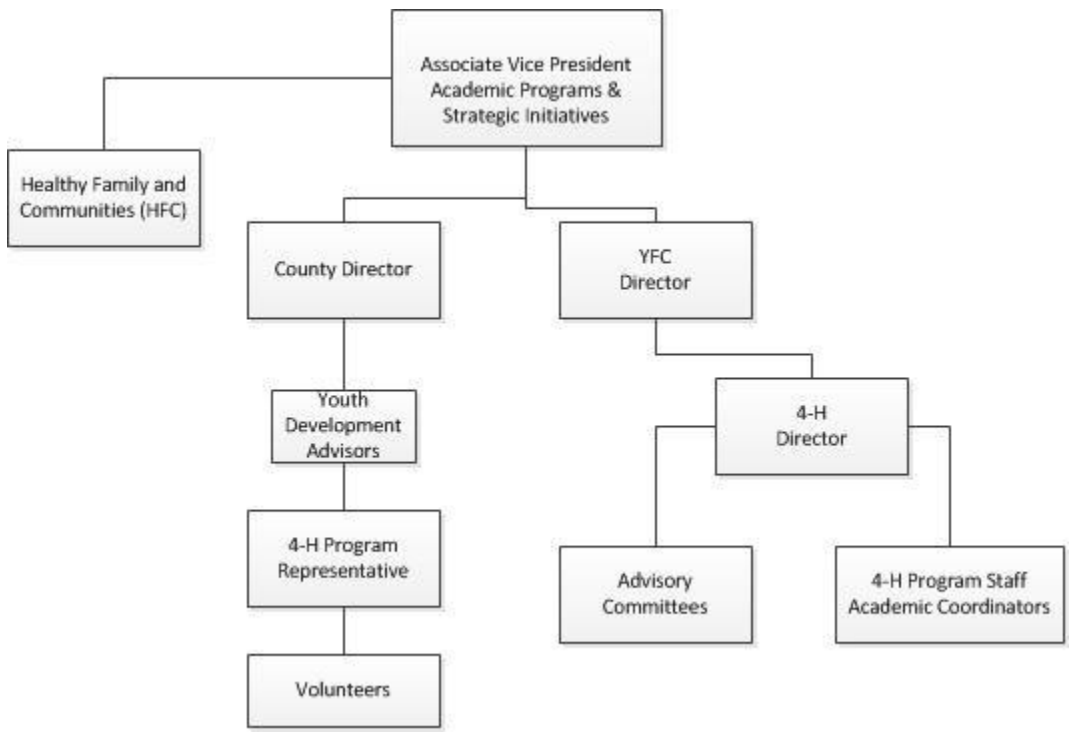 Associate Vice President
Academic Programs &
Strategic Initiatives
Healthy Family and
Communities (HFC)
County Director
YFC
Director
Youth
Development
Advisors
4-H
Director
4-H Program
Representative
Advisory
Committees
4-H Program Staff
Academic Coordinators
Volunteers